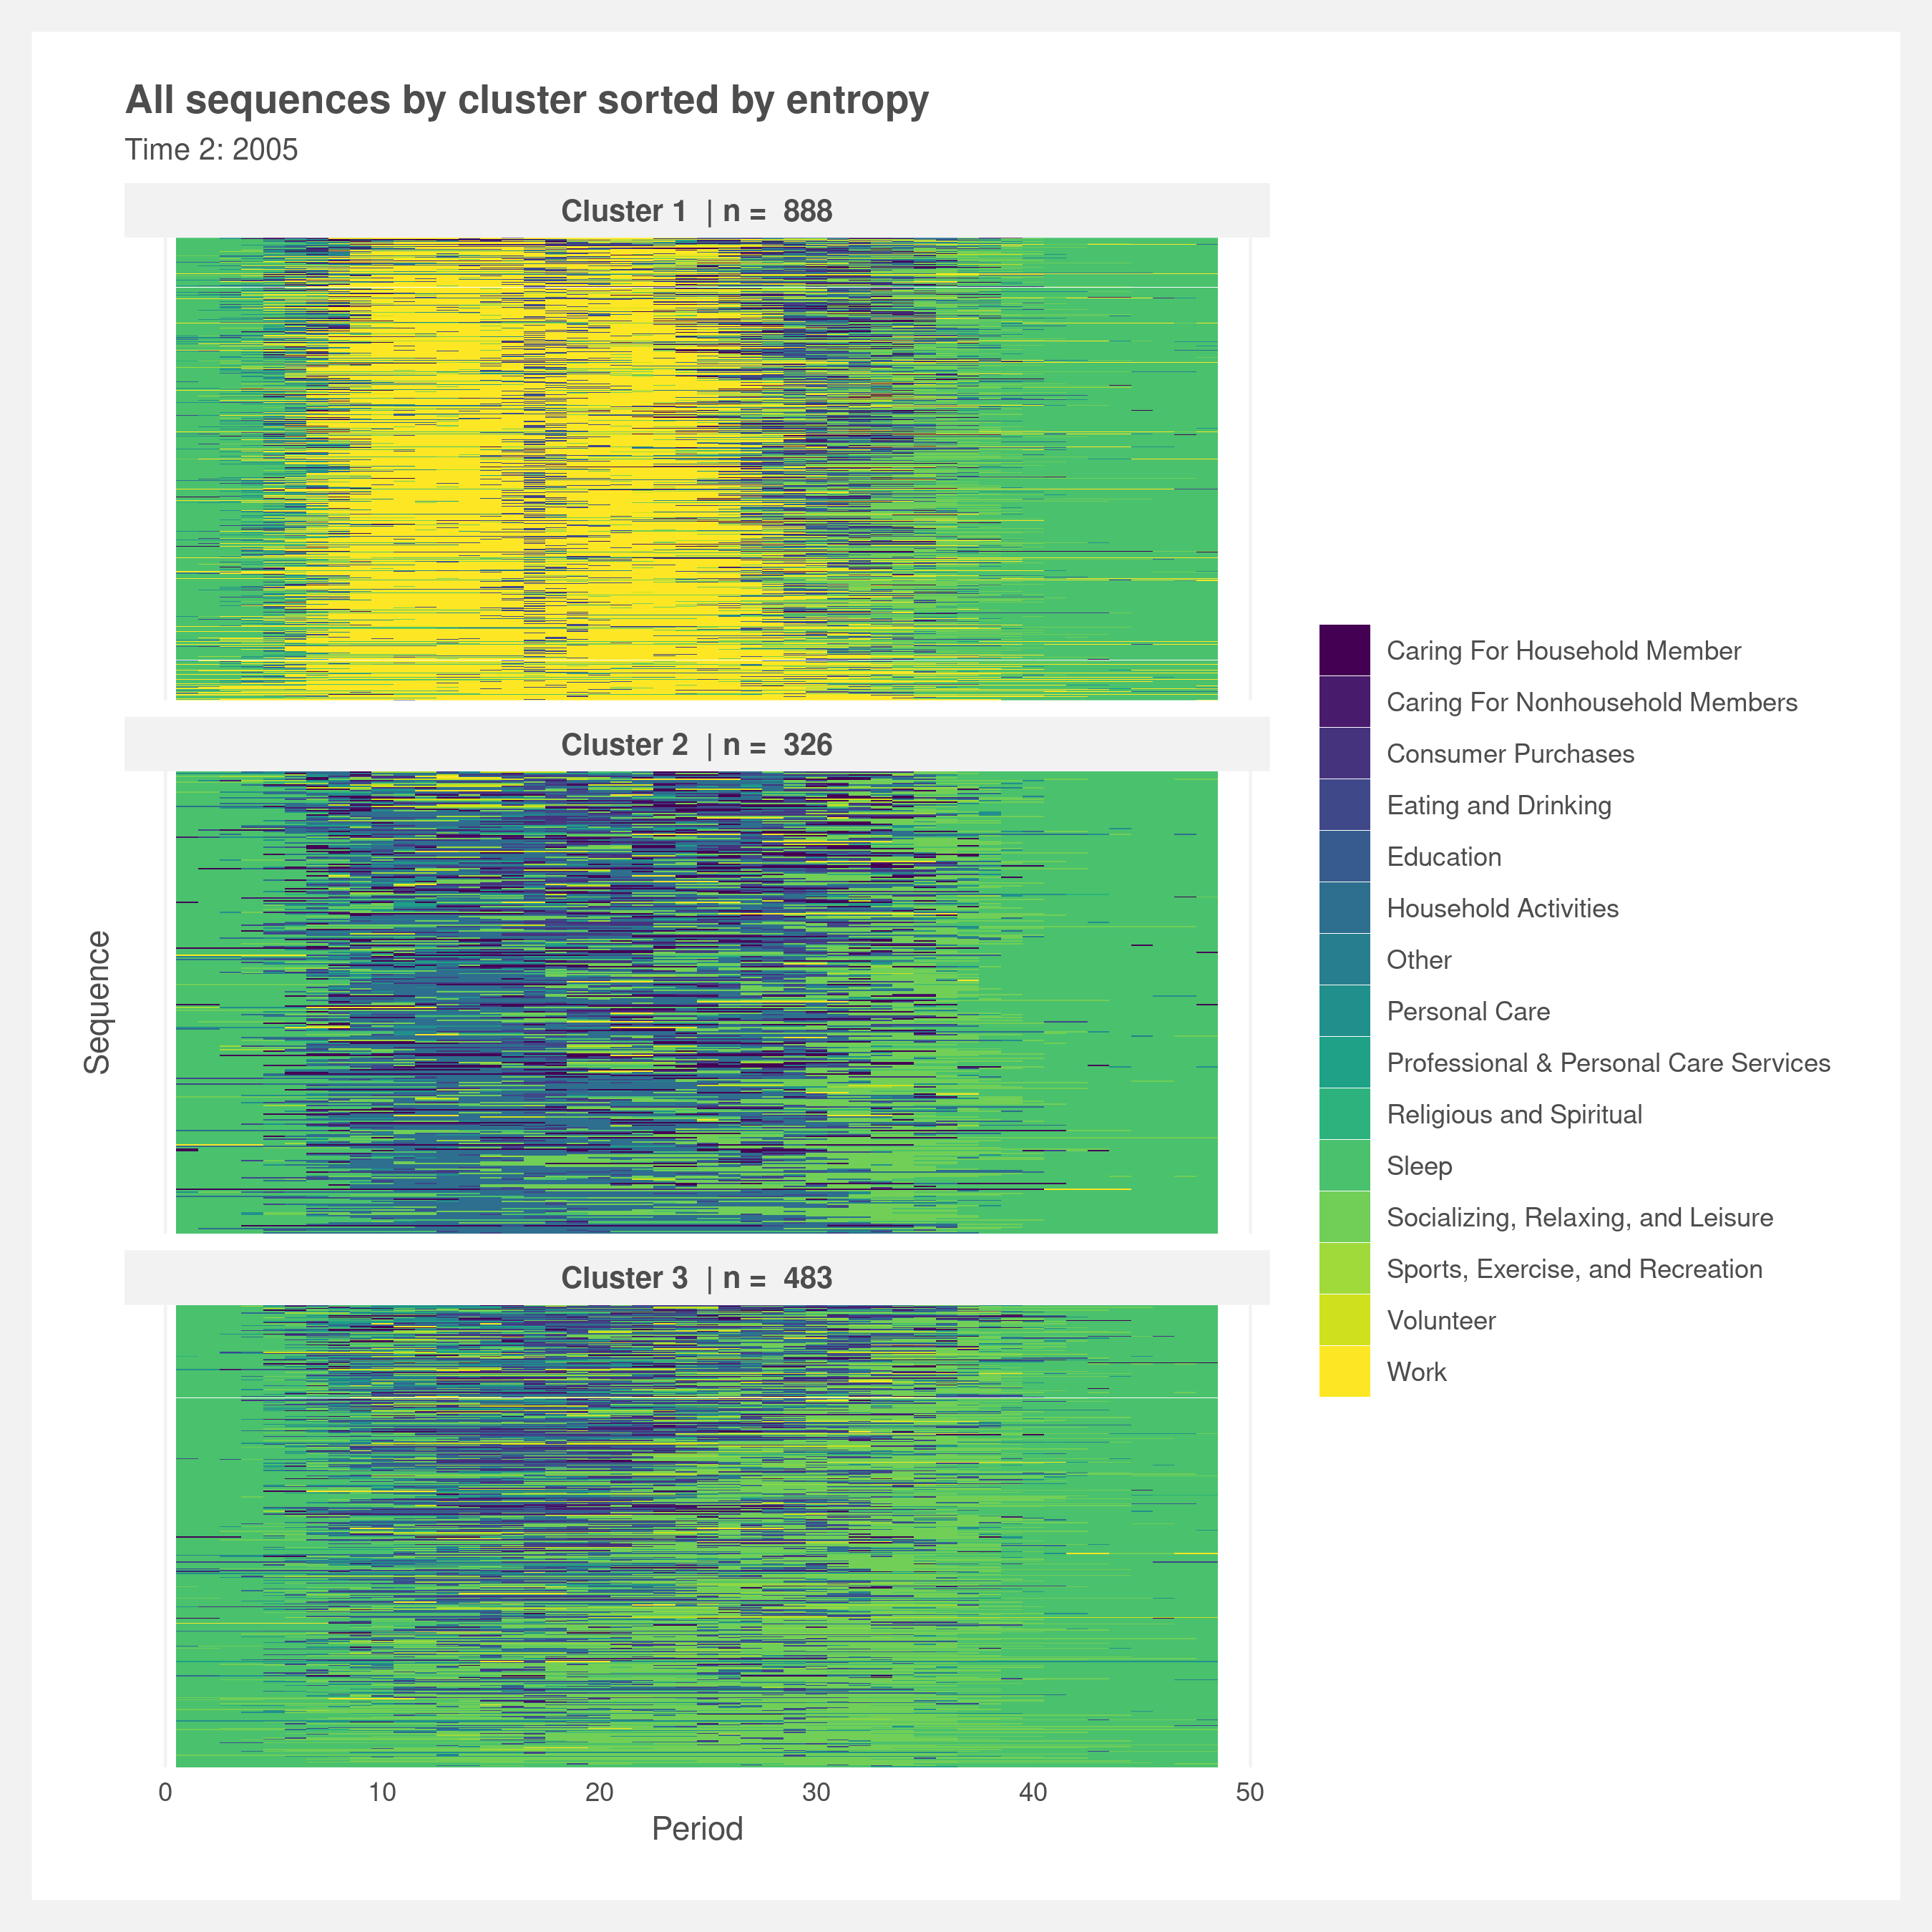 All sequences by cluster sorted by entropy
Time 2: 2005
Cluster 1 | n = 888
Cluster 2 | n = 326
Cluster 3 | n = 483
Sequence
0 10 20 30 40 50
Period
Caring For Household Member
Caring For Nonhousehold Members
Consumer Purchases
Eating and Drinking
Education
Household Activities
Other
Personal Care
Professional & Personal Care Services
Religious and Spiritual
Sleep
Socializing, Relaxing, and Leisure
Sports, Exercise, and Recreation
Volunteer
Work